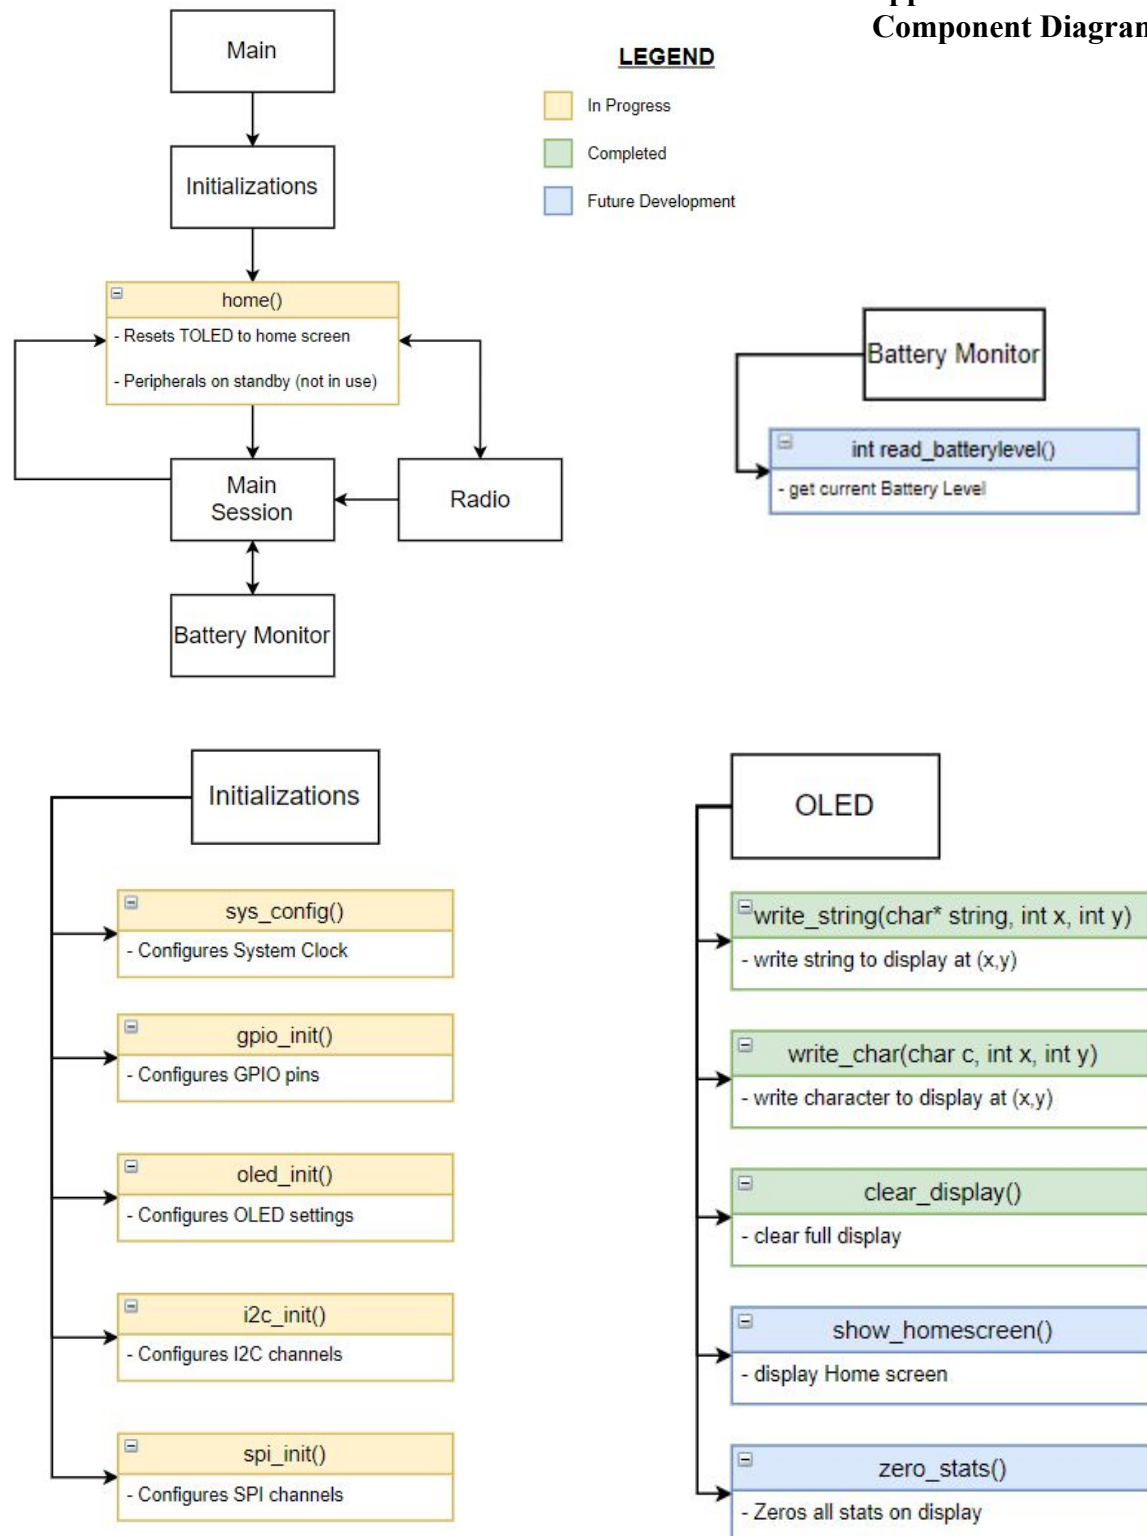 Component Diagram
Main
LEGEND
In Progress
Completed
Future Development
Initializations
home()
- Resets TOLED to home screen
- Peripherals on standby (not in use)
Main
Session
Radio
Battery Monitor
Battery Monitor
int read_batterylevel()
- get current Battery Level
Initializations
sys_config()
- Configures System Clock
gpio_init()
- Configures GPIO pins
oled_init()
- Configures OLED settings
i2c_init()
- Configures I2C channels
spi_init()
- Configures SPI channels
OLED
write_string(char* string, int x, int y)
- write string to display at (x,y)
write_char(char c, int x, int y)
- write character to display at (x,y)
clear_display()
- clear full display
show_homescreen()
- display Home screen
zero_stats()
- Zeros all stats on display